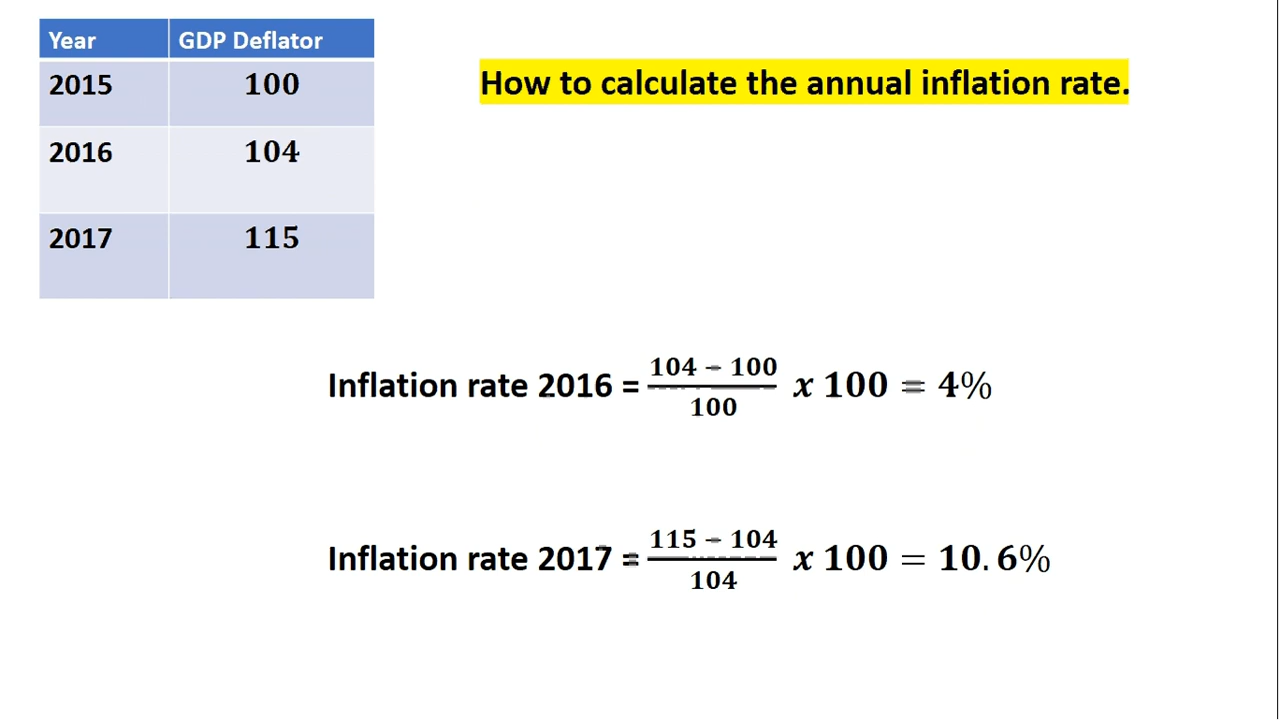 Year GDP Deflator
2015 100
2016 104
2017 115
How to calculate the annual inflation rate.
Inflation rate 2016 = (104 − 100)/100 x 100 = 4%
Inflation rate 2017 = (115 − 104)/104 x 100 = 10.6%